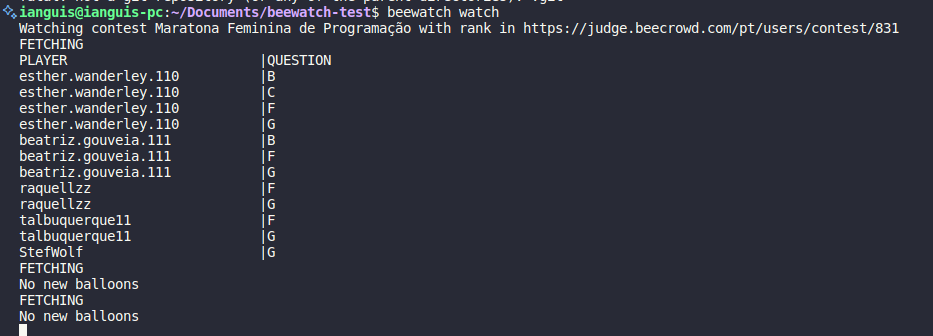 ianguis@ianguis-pc:~/Documents/beewatch-test$ beewatch watch
Watching contest Maratona Feminina de Programação with rank in https://judge.beecrowd.com/pt/users/contest/831
FETCHING
PLAYER |QUESTION
esther.wanderley.110 |B
esther.wanderley.110 |C
esther.wanderley.110 |F
esther.wanderley.110 |G
beatriz.gouveia.111 |B
beatriz.gouveia.111 |F
beatriz.gouveia.111 |G
raquellzz |F
raquellzz |G
talbuquerque11 |F
talbuquerque11 |G
StefWolf |G
FETCHING
No new balloons
FETCHING
No new balloons